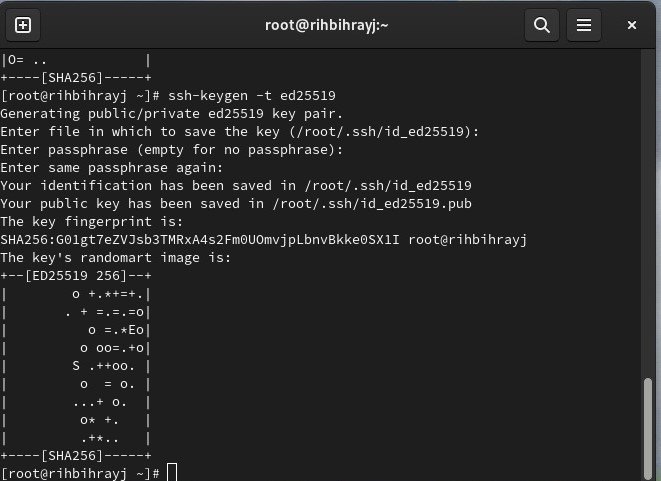 root@rihbihrayj:~
|O= ..            |
+----[SHA256]-----+
[root@rihbihrayj ~]# ssh-keygen -t ed25519
Generating public/private ed25519 key pair.
Enter file in which to save the key (/root/.ssh/id_ed25519):
Enter passphrase (empty for no passphrase):
Enter same passphrase again:
Your identification has been saved in /root/.ssh/id_ed25519
Your public key has been saved in /root/.ssh/id_ed25519.pub
The key fingerprint is:
SHA256:G01gt7eZVJsb3TMRxA4s2Fm0UOmvjpLbnvBkke0SX1I root@rihbihrayj
The key's randomart image is:
+--[ED25519 256]--+
|        o +.*+=+.|
|       . + =.=.=o|
|          o =.*Eo|
|         o oo=.+o|
|        S .++oo. |
|         o  = o. |
|        ...+ o.  |
|         o* +.   |
|         .+*..   |
+----[SHA256]-----+
[root@rihbihrayj ~]#